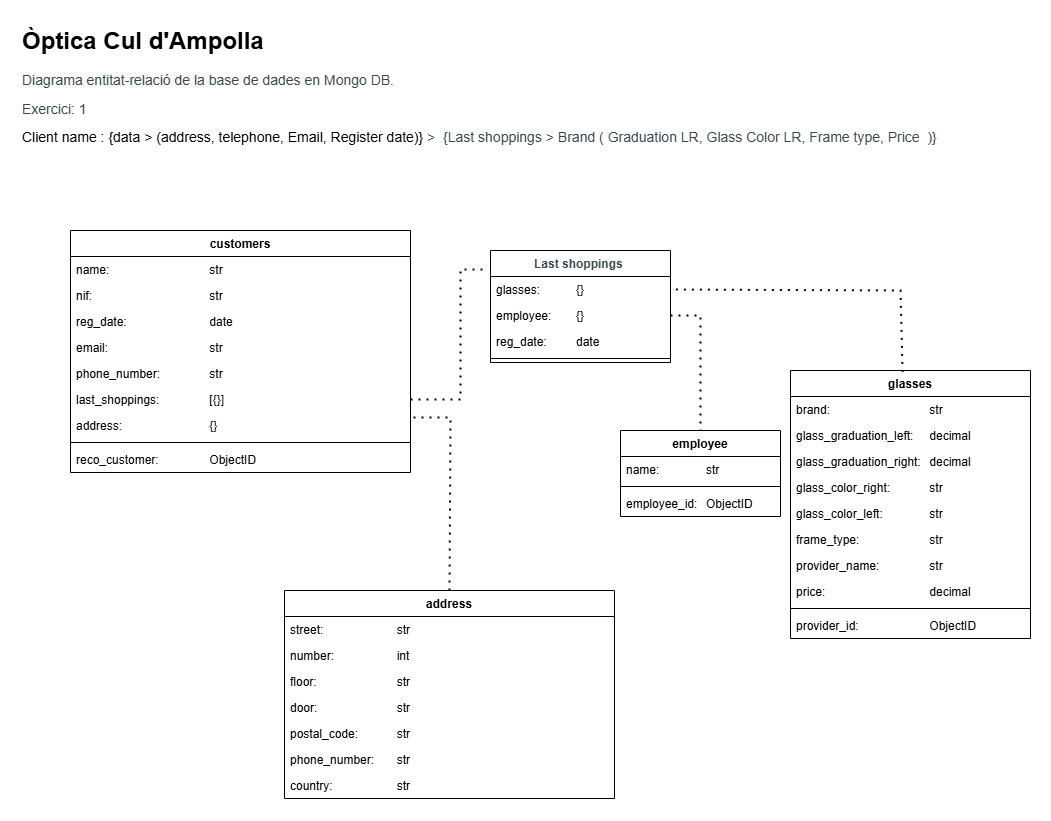 Òptica Cul d'Ampolla
Diagrama entitat-relació de la base de dades en Mongo DB.
Exercici: 1
Client name : {data > (address, telephone, Email, Register date)} > {Last shoppings > Brand ( Graduation LR, Glass Color LR, Frame type, Price )}
customers
name: str
nif: str
reg_date: date
email: str
phone_number: str
last_shoppings: [{}]
address: {}
reco_customer: ObjectID
Last shoppings
glasses: {}
employee: {}
reg_date: date
employee
name: str
employee_id: ObjectID
glasses
brand: str
glass_graduation_left: decimal
glass_graduation_right: decimal
glass_color_right: str
glass_color_left: str
frame_type: str
provider_name: str
price: decimal
provider_id: ObjectID
address
street: str
number: int
floor: str
door: str
postal_code: str
phone_number: str
country: str